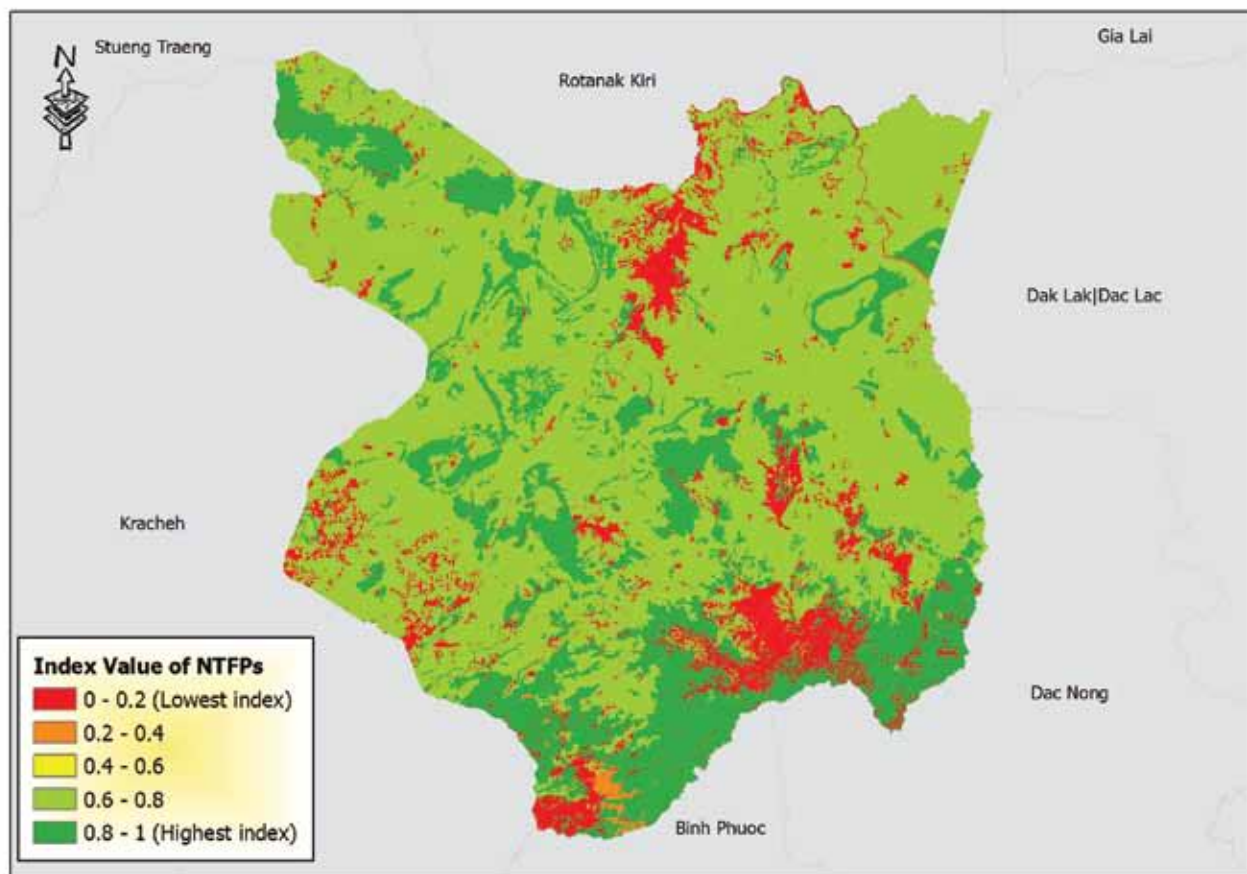 Stueng Traeng
Gia Lai
N
Rotanak Kiri
Dak Lak|Dac Lac
Kracheh
Index Value of NTFPs
0 - 0.2 (Lowest index)
0.2 - 0.4
0.4 - 0.6
0.6 - 0.8
0.8 - 1 (Highest index)
Dac Nong
Binh Phuoc